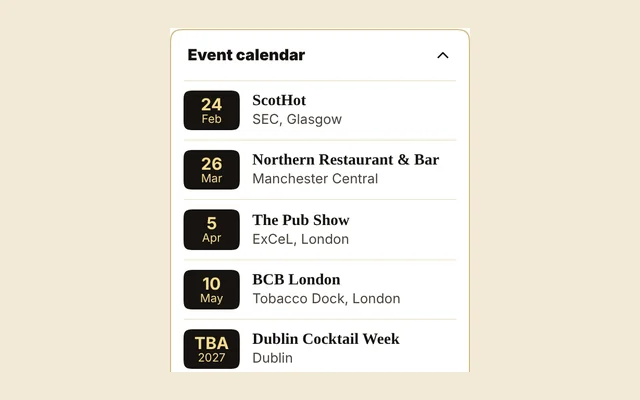 Event calendar
24
Feb
ScotHot
SEC, Glasgow
26
Mar
Northern Restaurant & Bar
Manchester Central
5
Apr
The Pub Show
ExCeL, London
10
May
BCB London
Tobacco Dock, London
TBA
2027
Dublin Cocktail Week
Dublin